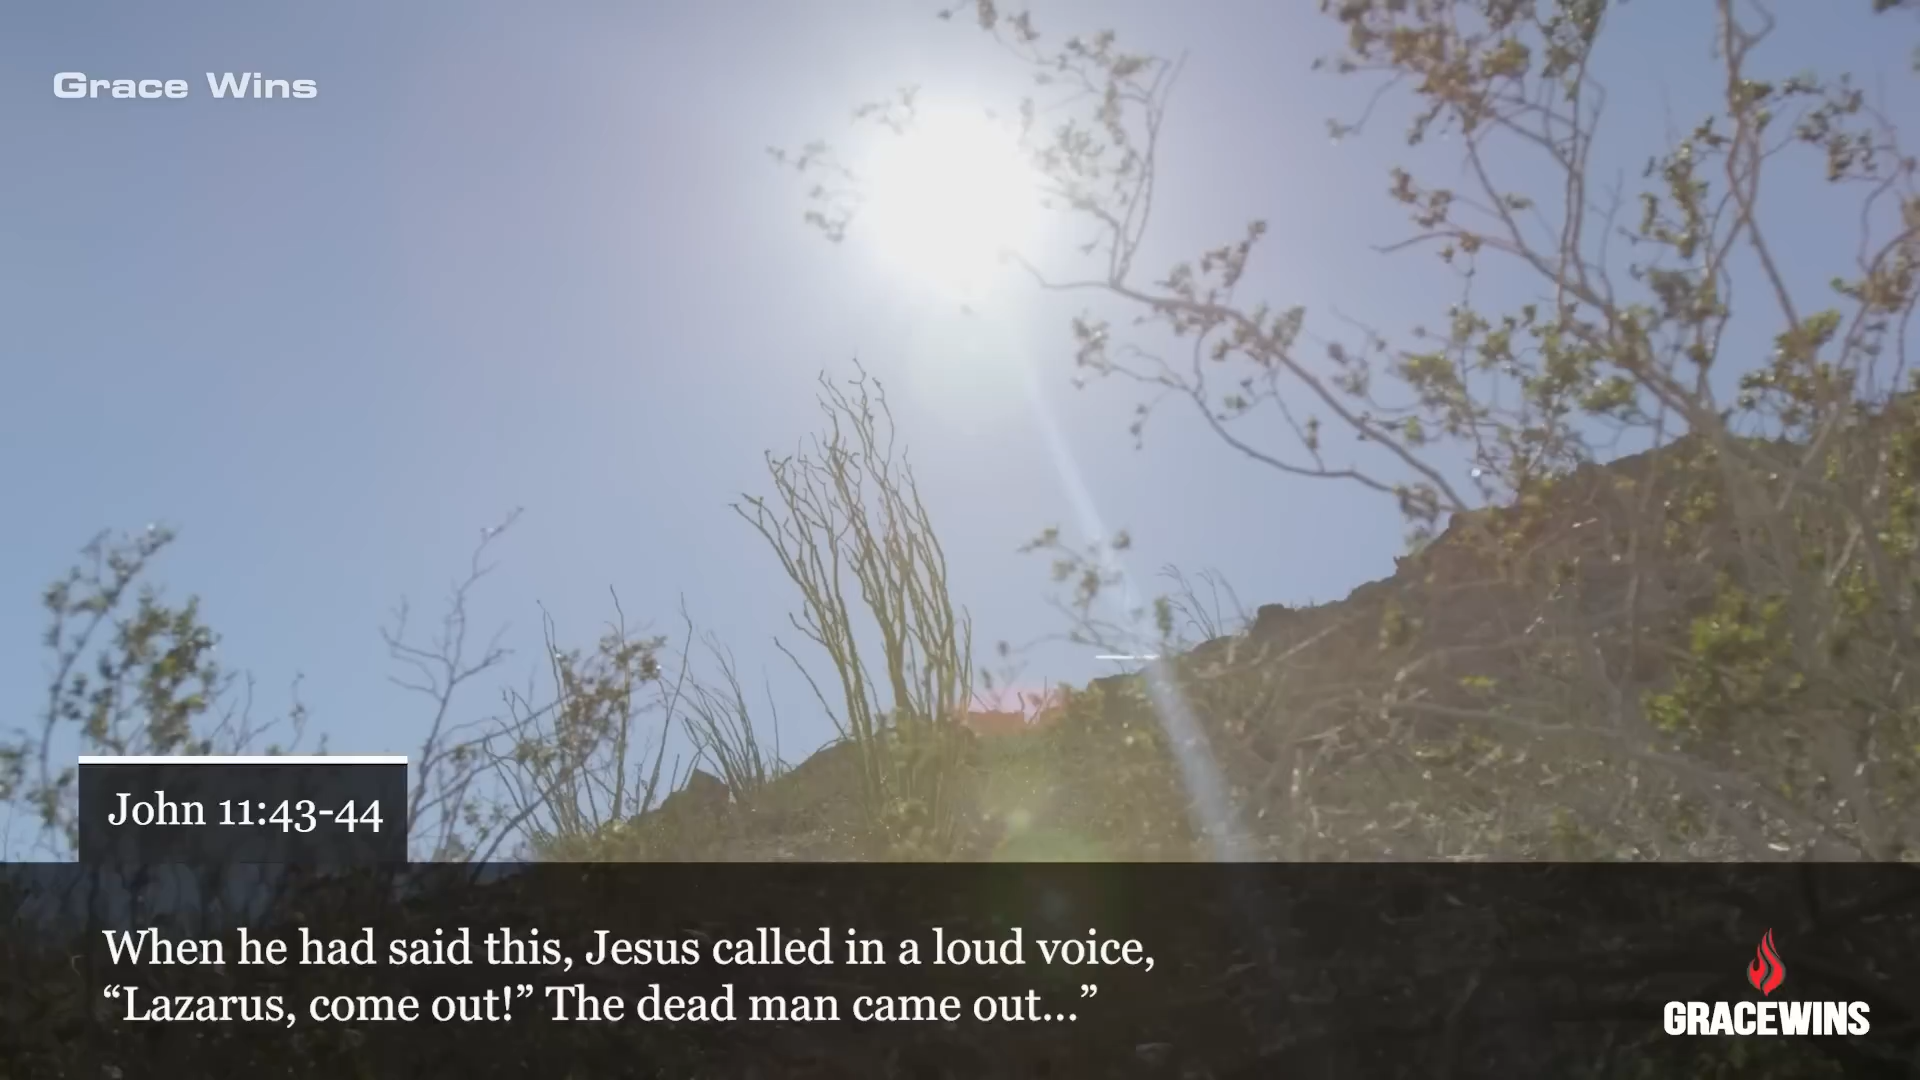 Grace Wins
John 11:43-44
When he had said this, Jesus called in a loud voice,
“Lazarus, come out!” The dead man came out...”
GRACEWINS